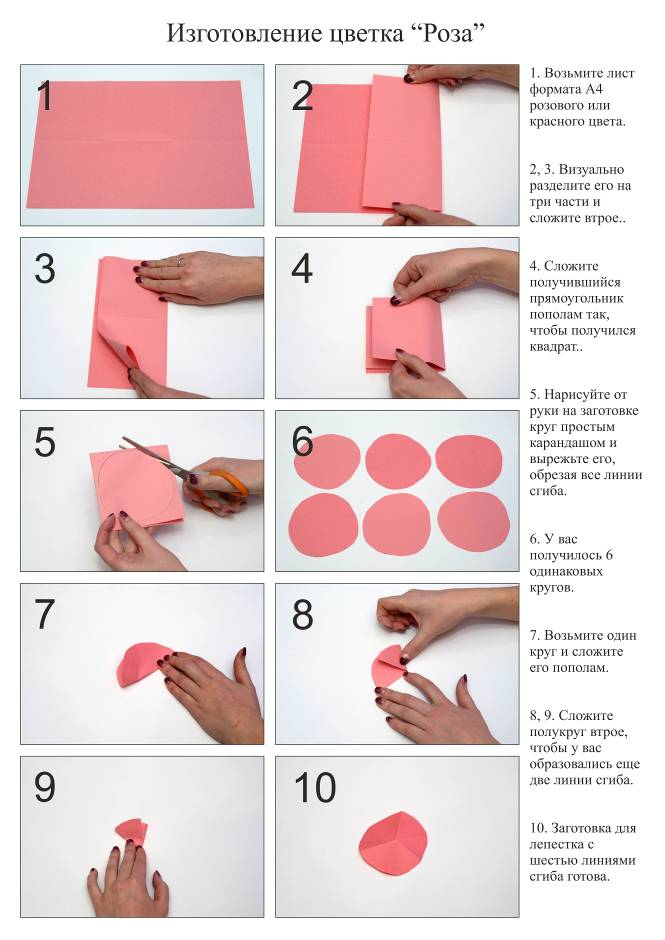 Изготовление цветка “Роза”
1
2
3
4
5
6
7
8
9
10
1. Возьмите лист
формата А4
розового или
красного цвета.
2, 3. Визуально
разделите его на
три части и
сложите втрое..
4. Сложите
получившийся
прямоугольник
пополам так,
чтобы получился
квадрат..
5. Нарисуйте от
руки на заготовке
круг простым
карандашом и
вырежьте его,
обрезая все линии
сгиба.
6. У вас
получилось 6
одинаковых
кругов.
7. Возьмите один
круг и сложите
его пополам.
8, 9. Сложите
полукруг втрое,
чтобы у вас
образовались еще
две линии сгиба.
10. Заготовка для
лепестка с
шестью линиями
сгиба готова.